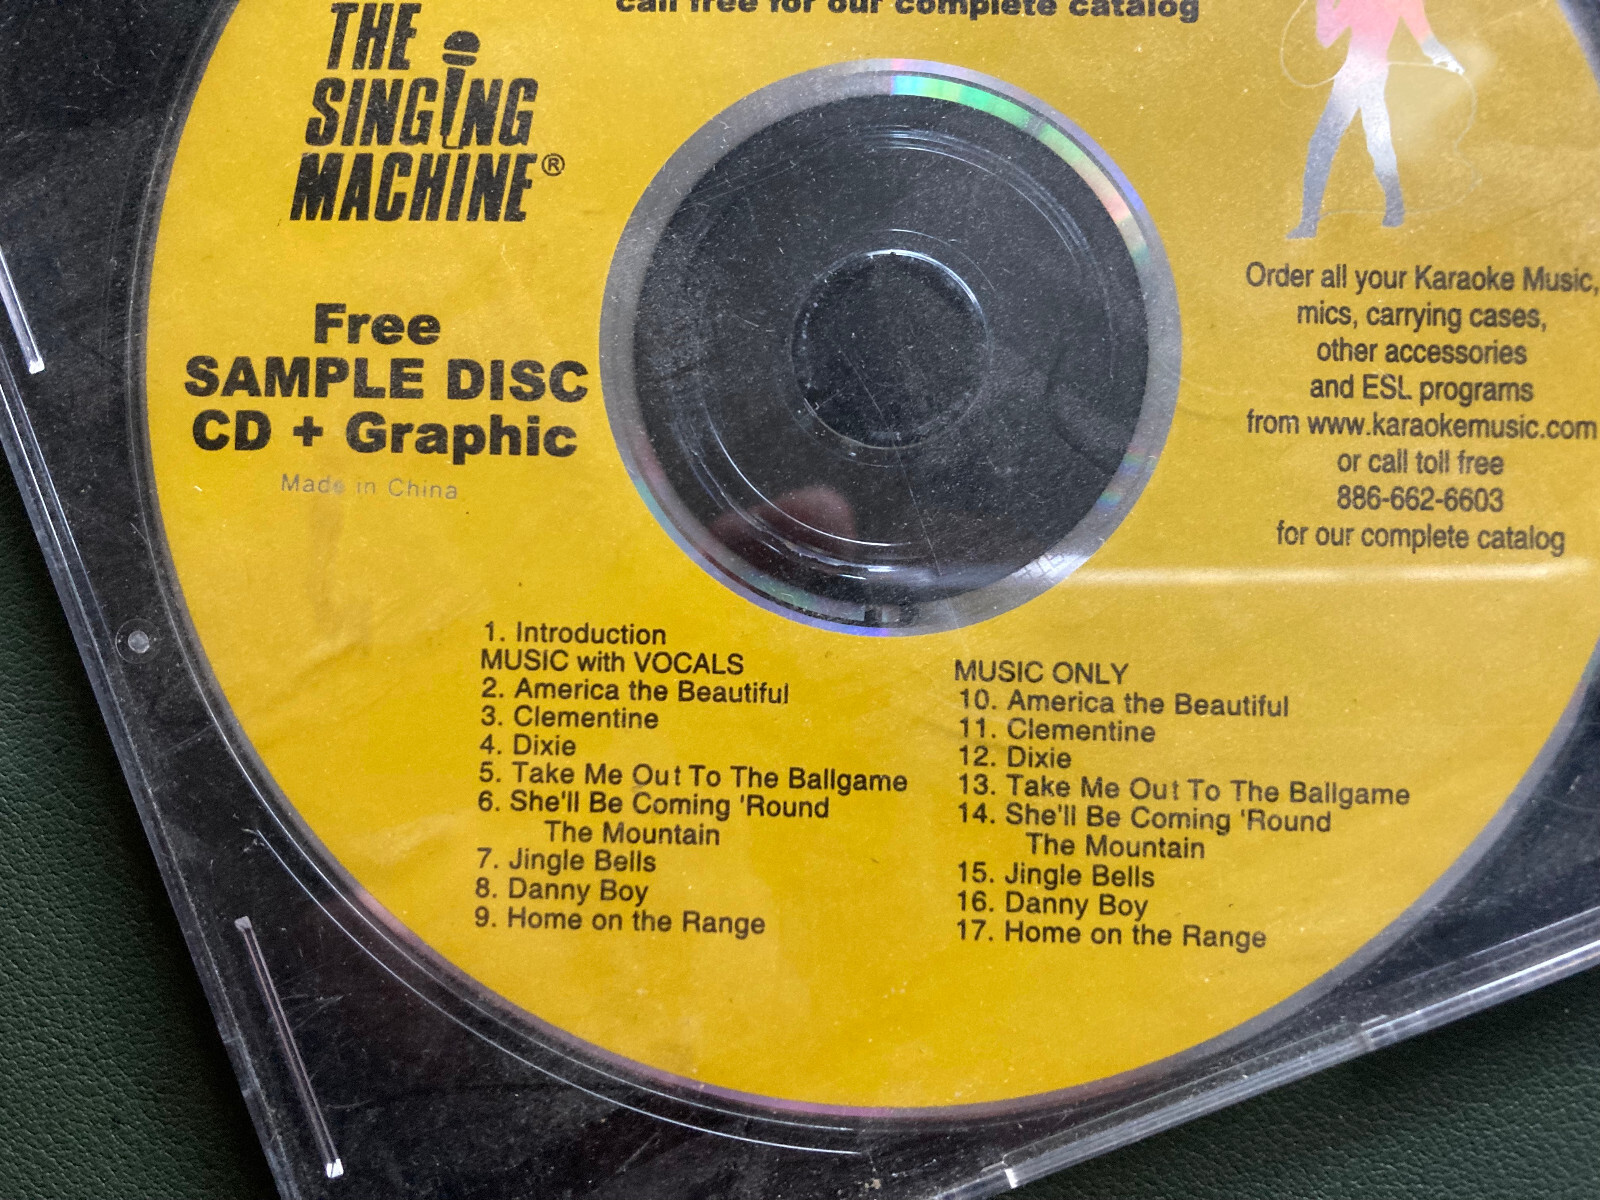 call free for our complete catalog
THE
SINGING
MACHINE®
Free
SAMPLE DISC
CD + Graphic
Made in China
Order all your Karaoke Music,
mics, carrying cases,
other accessories
and ESL programs
from www.karaokemusic.com
or call toll free
886-662-6603
for our complete catalog
1. Introduction
MUSIC with VOCALS
2. America the Beautiful
3. Clementine
4. Dixie
5. Take Me Out To The Ballgame
6. She'll Be Coming 'Round
The Mountain
7. Jingle Bells
8. Danny Boy
9. Home on the Range
MUSIC ONLY
10. America the Beautiful
11. Clementine
12. Dixie
13. Take Me Out To The Ballgame
14. She'll Be Coming 'Round
The Mountain
15. Jingle Bells
16. Danny Boy
17. Home on the Range